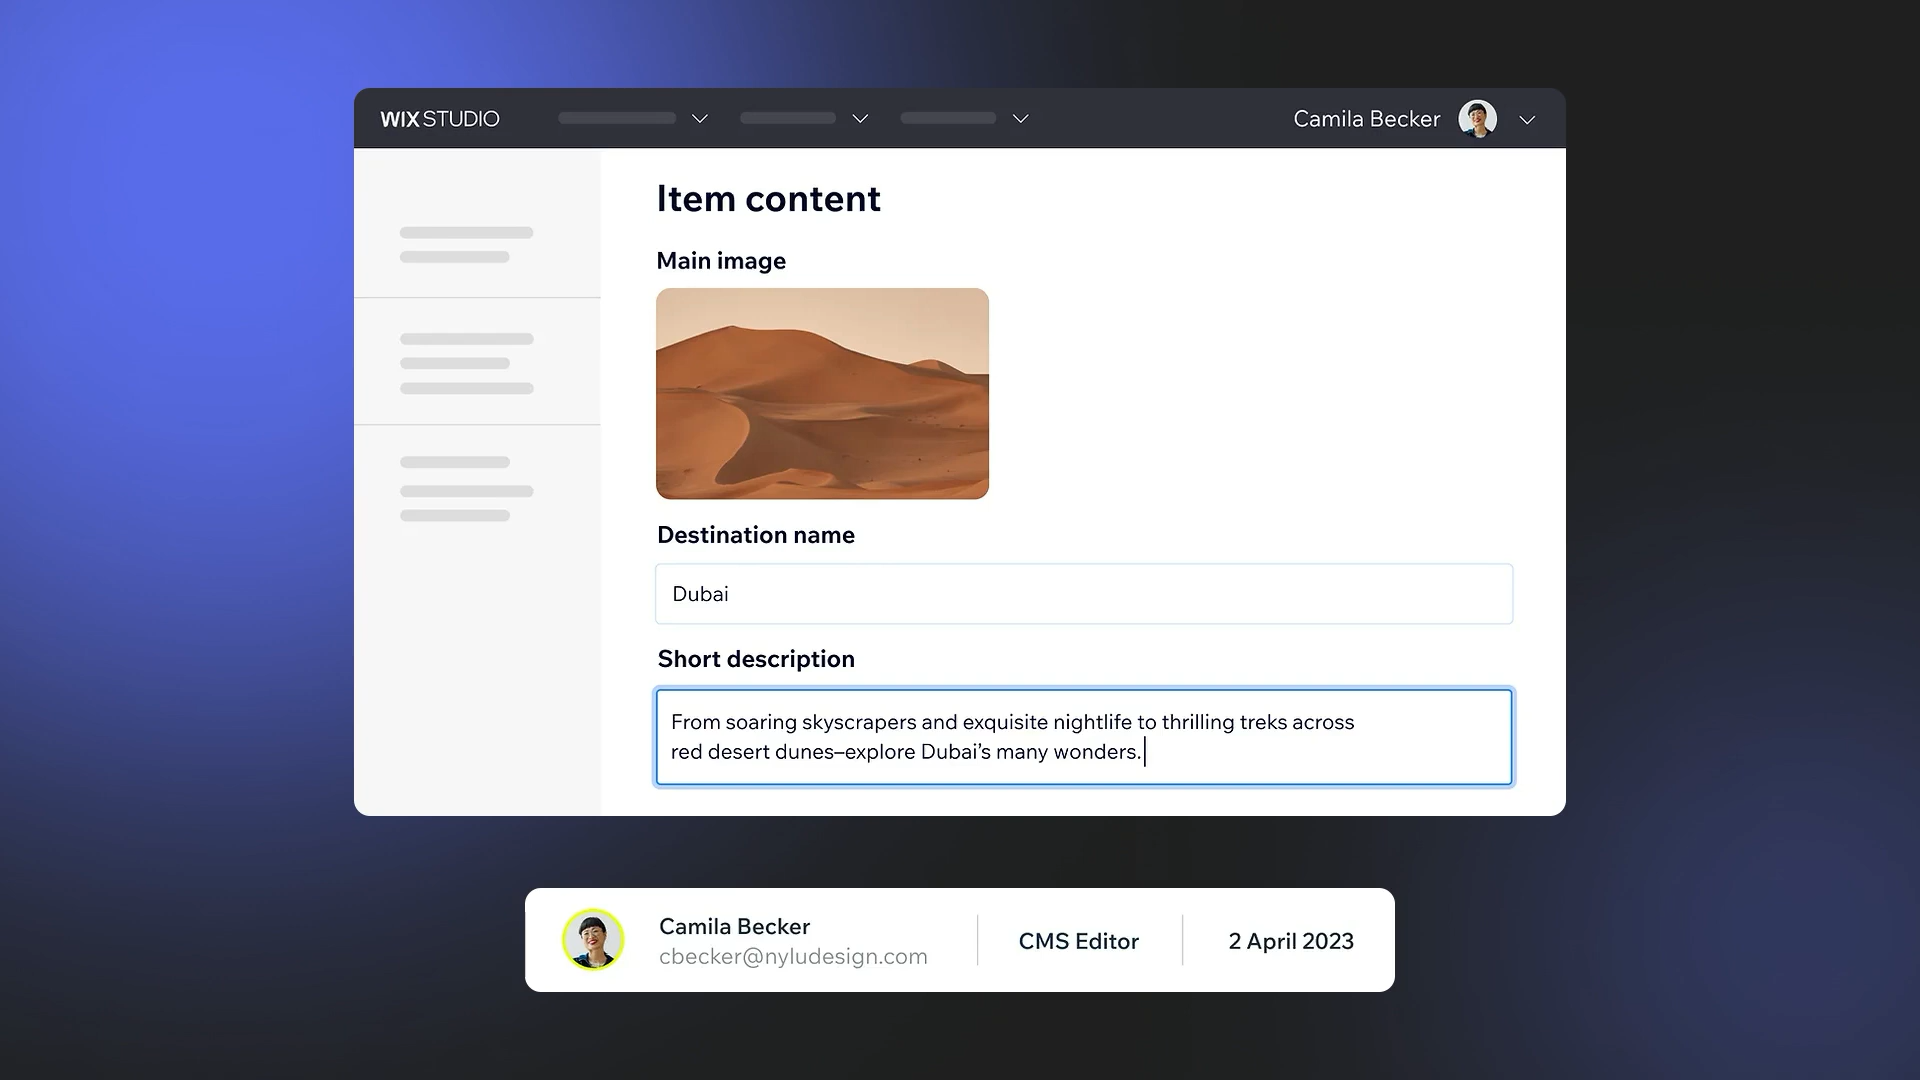 WIX STUDIO
Camila Becker
Item content
Main image
Destination name
Dubai
Short description
From soaring skyscrapers and exquisite nightlife to thrilling treks across
red desert dunes–explore Dubai’s many wonders.
Camila Becker
cbecker@nyludesign.com
CMS Editor
2 April 2023